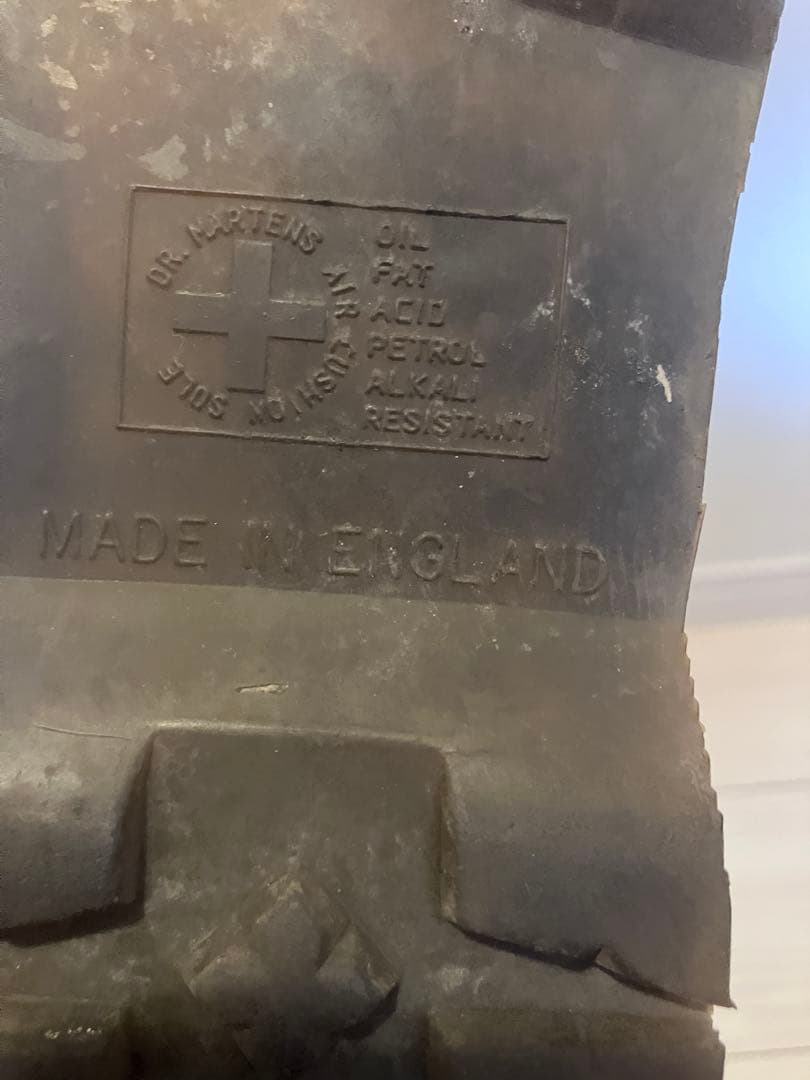 DR. MARTENS AIR CUSHION SOLE
OIL
FAT
ACID
PETROL
ALKALI
RESISTANT
MADE IN ENGLAND